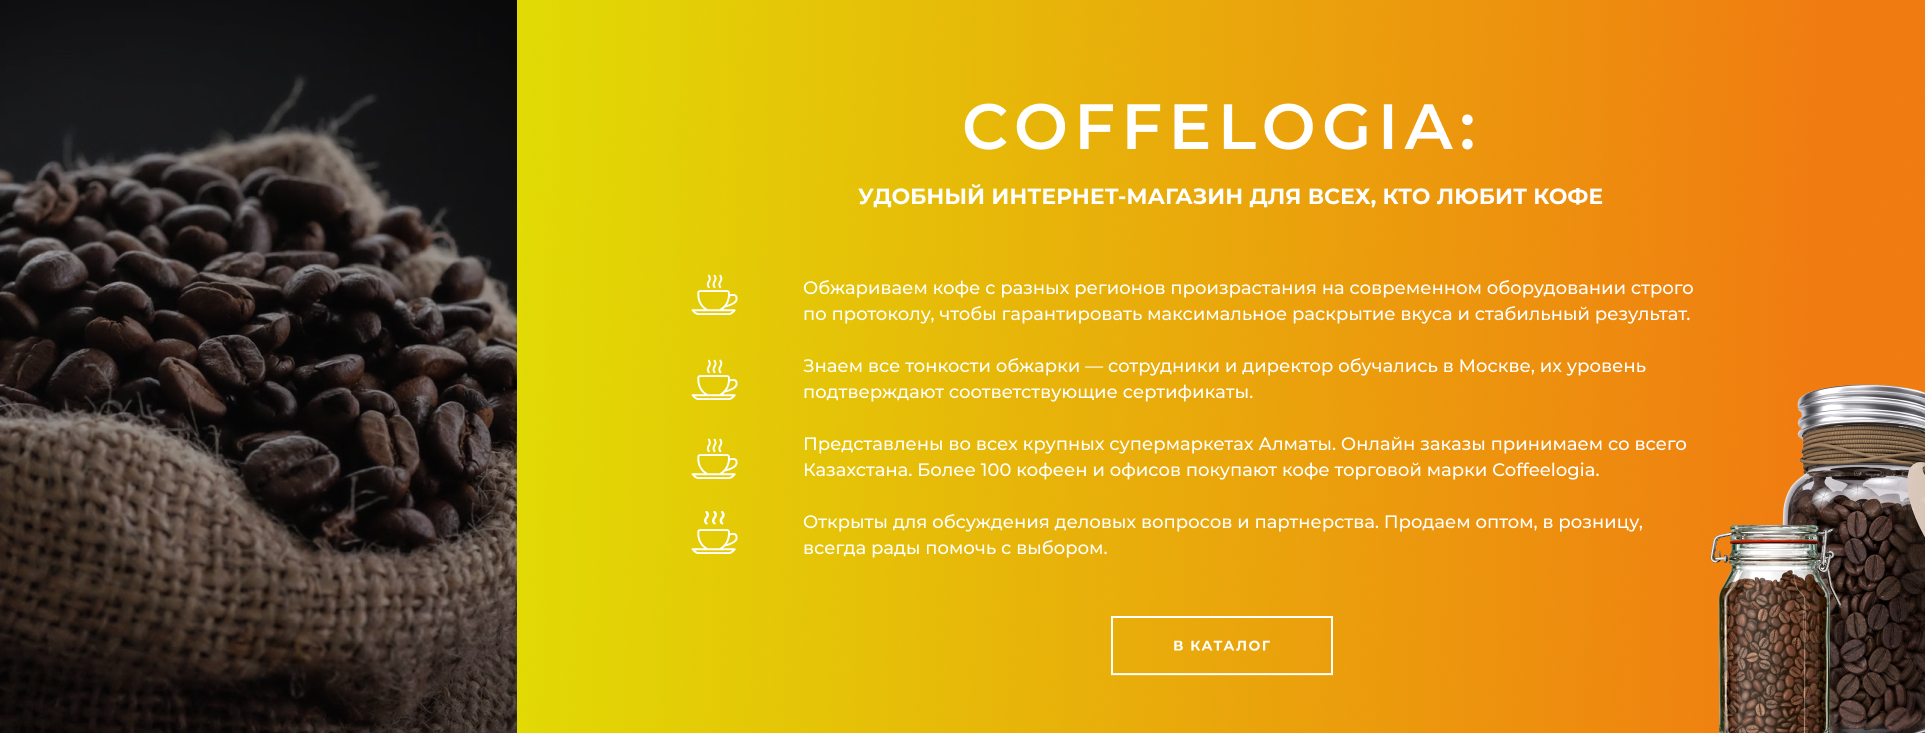 COFFELOGIA:
УДОБНЫЙ ИНТЕРНЕТ-МАГАЗИН ДЛЯ ВСЕХ, КТО ЛЮБИТ КОФЕ
Обжариваем кофе с разных регионов произрастания на современном оборудовании строго
по протоколу, чтобы гарантировать максимальное раскрытие вкуса и стабильный результат.
Знаем все тонкости обжарки — сотрудники и директор обучались в Москве, их уровень
подтверждают соответствующие сертификаты.
Представлены во всех крупных супермаркетах Алматы. Онлайн заказы принимаем со всего
Казахстана. Более 100 кофеен и офисов покупают кофе торговой марки Coffeelogia.
Открыты для обсуждения деловых вопросов и партнерства. Продаем оптом, в розницу,
всегда рады помочь с выбором.
В КАТАЛОГ